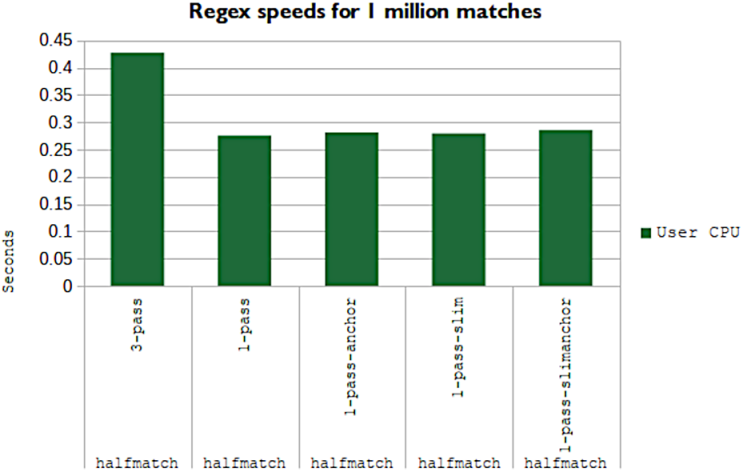 Regex speeds for 1 million matches
0.45
0.4
0.35
0.3
0.25
0.2
0.15
0.1
0.05
0
Seconds
User CPU
3-pass
1-pass
1-pass-anchor
1-pass-slim
1-pass-slimanchor
halfmatch
halfmatch
halfmatch
halfmatch
halfmatch